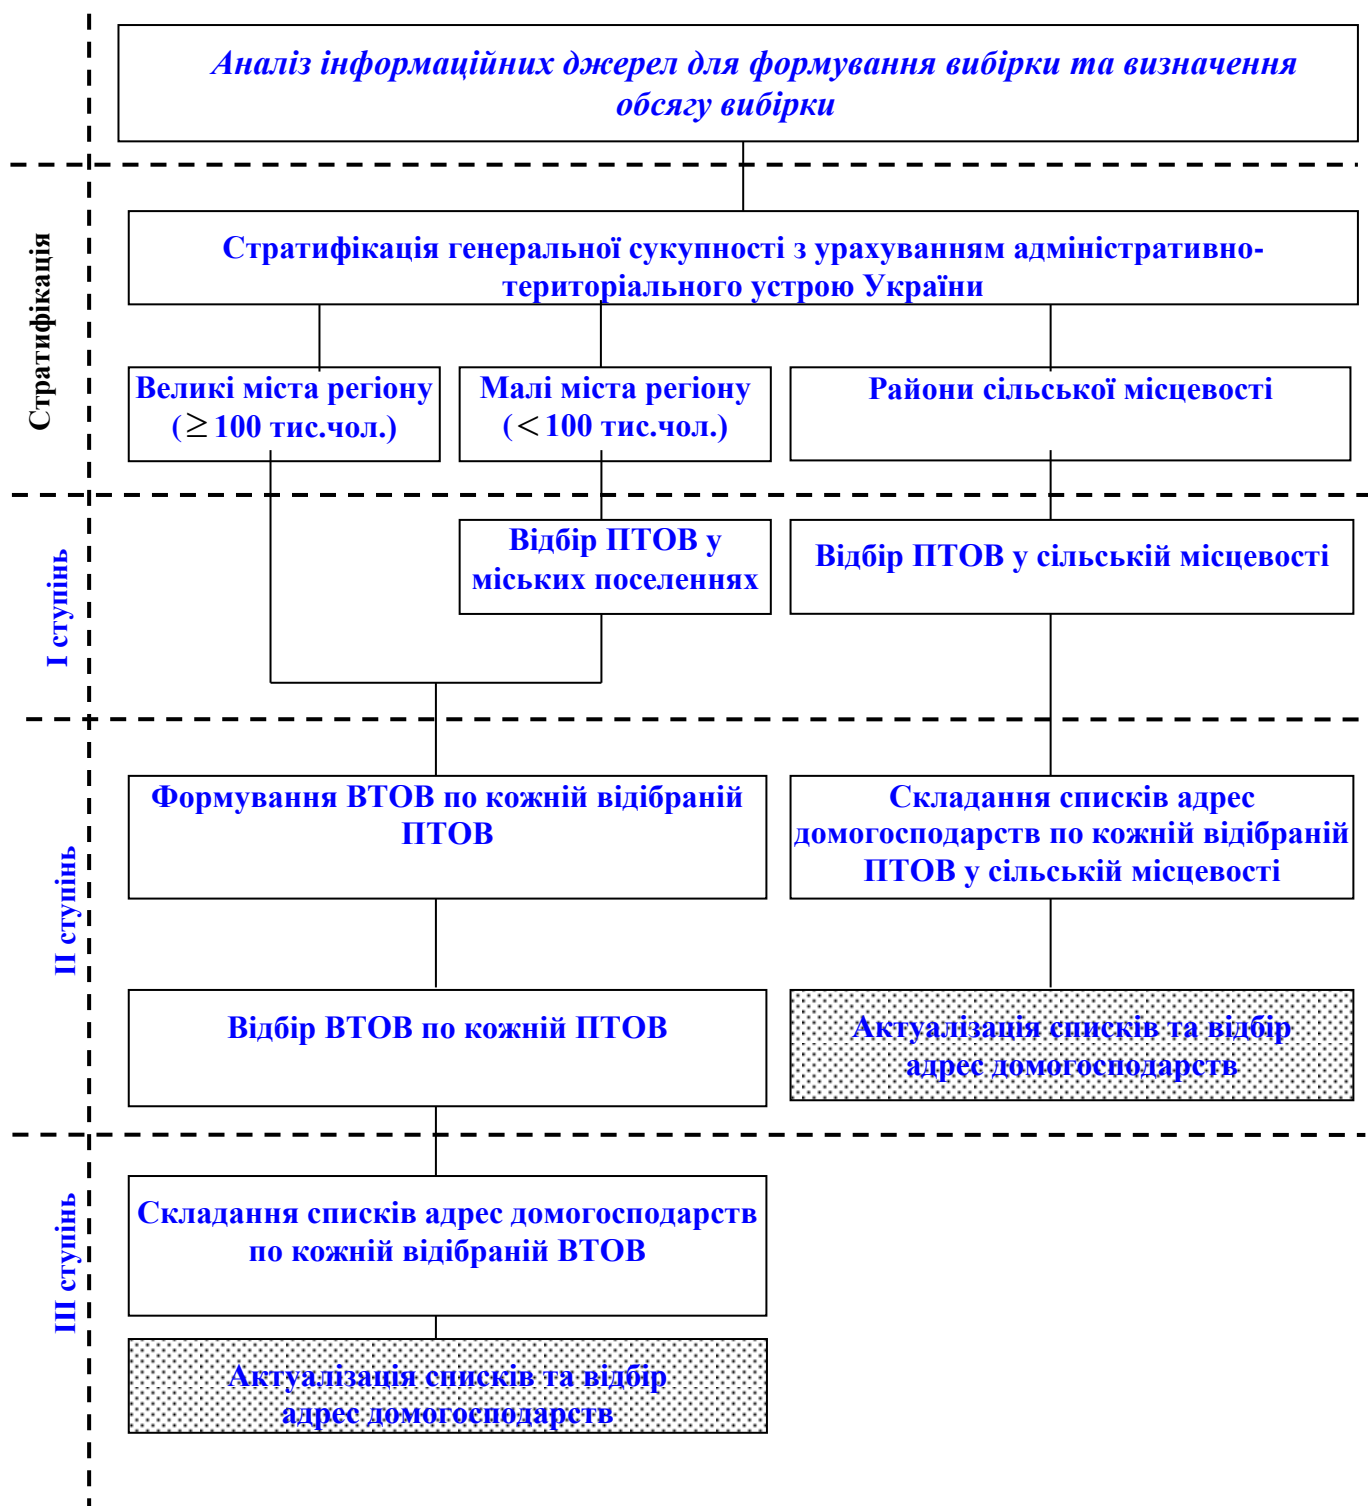 Аналіз інформаційних джерел для формування вибірки та визначення
обсягу вибірки
Стратифікація
Стратифікація генеральної сукупності з урахуванням адміністративно-
територіального устрою України
Великі міста регіону
(≥ 100 тис.чол.)
Малі міста регіону
(< 100 тис.чол.)
Райони сільської місцевості
І ступінь
Відбір ПТОВ у
міських поселеннях
Відбір ПТОВ у сільській місцевості
ІІ ступінь
Формування ВТОВ по кожній відібраній
ПТОВ
Складання списків адрес
домогосподарств по кожній відібраній
ПТОВ у сільській місцевості
Відбір ВТОВ по кожній ПТОВ
Актуалізація списків та відбір
адрес домогосподарств
ІІІ ступінь
Складання списків адрес домогосподарств
по кожній відібраній ВТОВ
Актуалізація списків та відбір
адрес домогосподарств